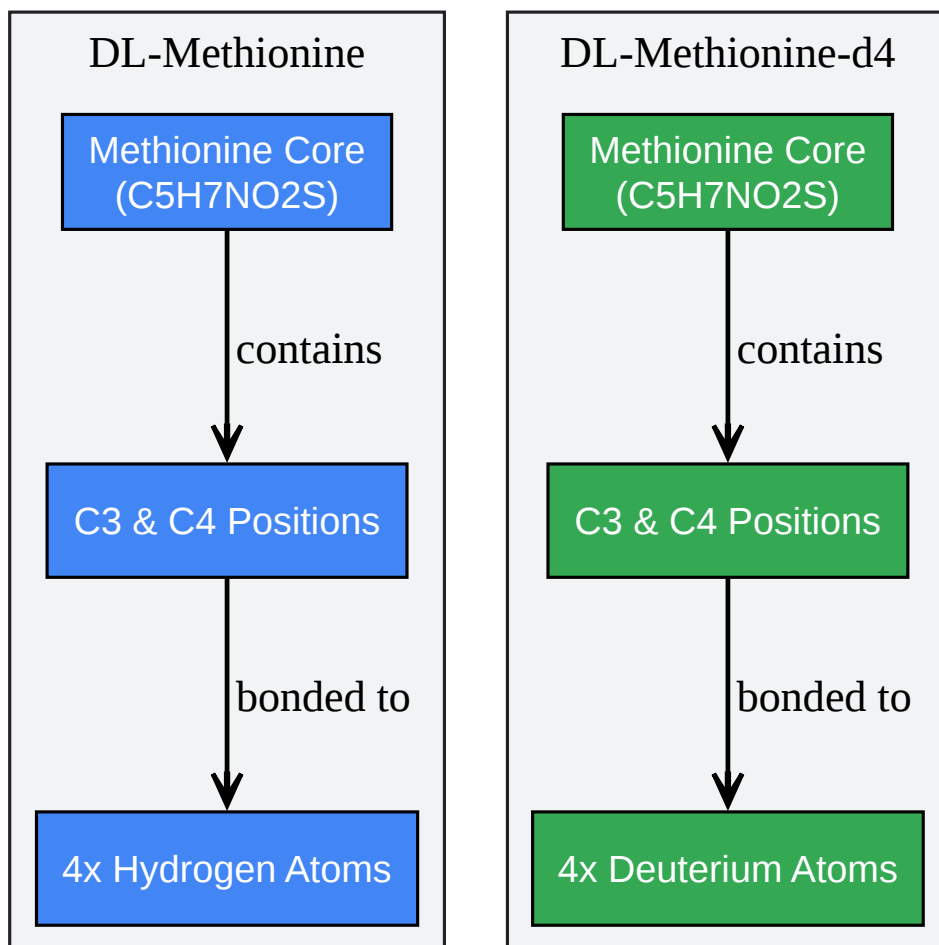 DL-Methionine
Methionine Core
(C5H7NO2S)
contains
C3 & C4 Positions
bonded to
4x Hydrogen Atoms
DL-Methionine-d4
Methionine Core
(C5H7NO2S)
contains
C3 & C4 Positions
bonded to
4x Deuterium Atoms